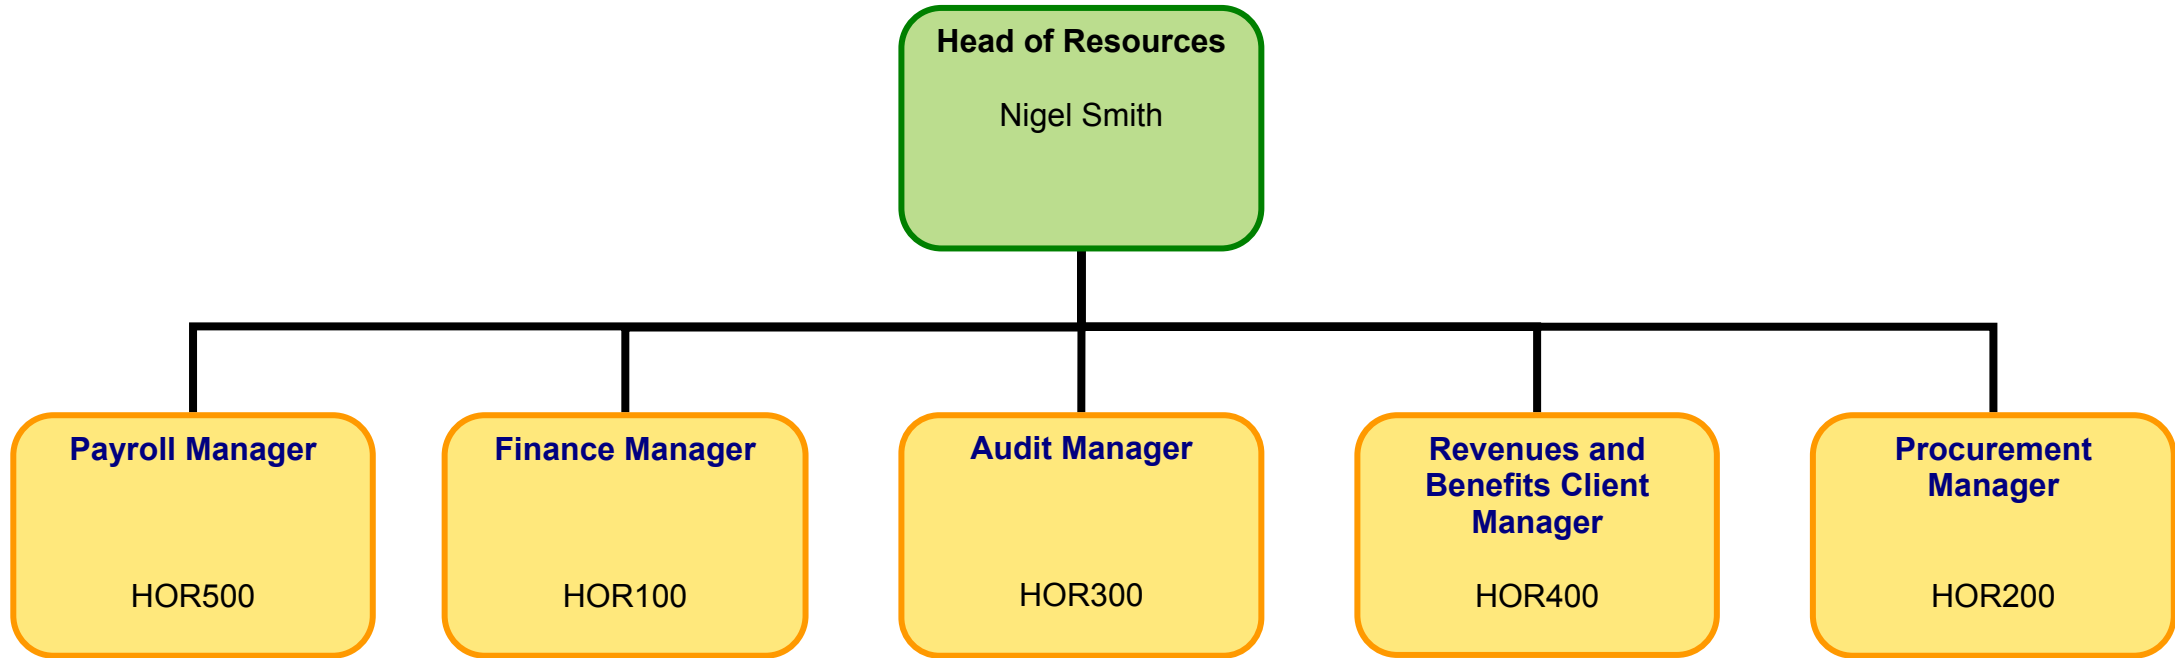 Head of Resources
Nigel Smith
Payroll Manager
HOR500
Finance Manager
HOR100
Audit Manager
HOR300
Revenues and
Benefits Client
Manager
HOR400
Procurement
Manager
HOR200